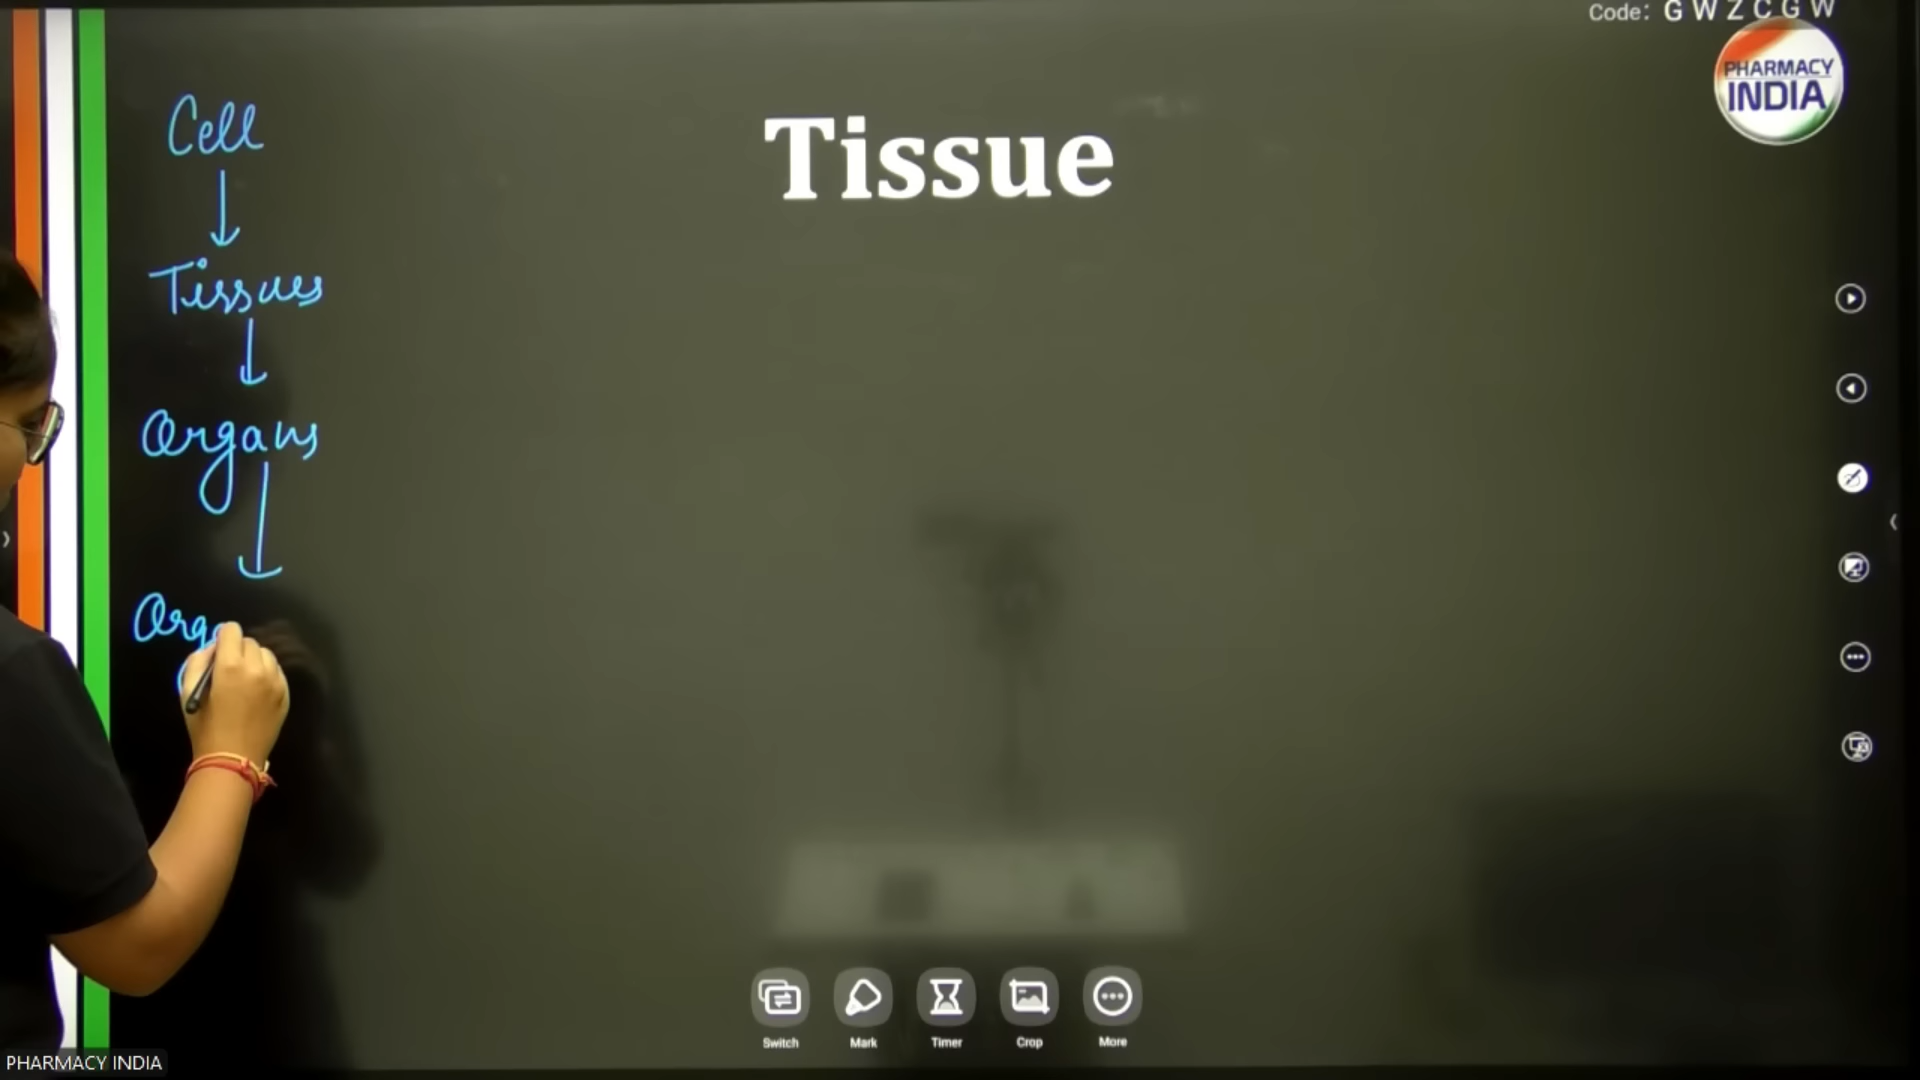 Code: G W Z C G W
PHARMACY
INDIA
Tissue
Cell
Tissues
Organs
Switch
Mark
Timer
Crop
More
PHARMACY INDIA